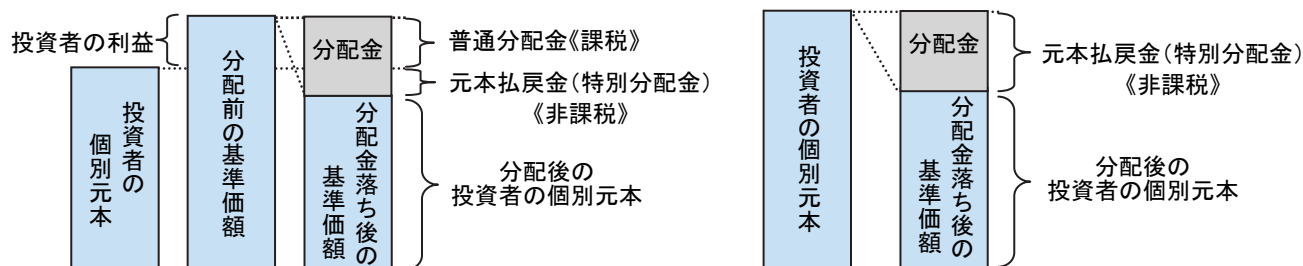 投資者の利益
投資者の
個別元本
分配前の基準価額
分配金
分配金落ち後の
基準価額
普通分配金《課税》
元本払戻金(特別分配金)
《非課税》
分配後の
投資者の個別元本
投資者の個別元本
分配金
分配金落ち後の
基準価額
元本払戻金(特別分配金)
《非課税》
分配後の
投資者の個別元本